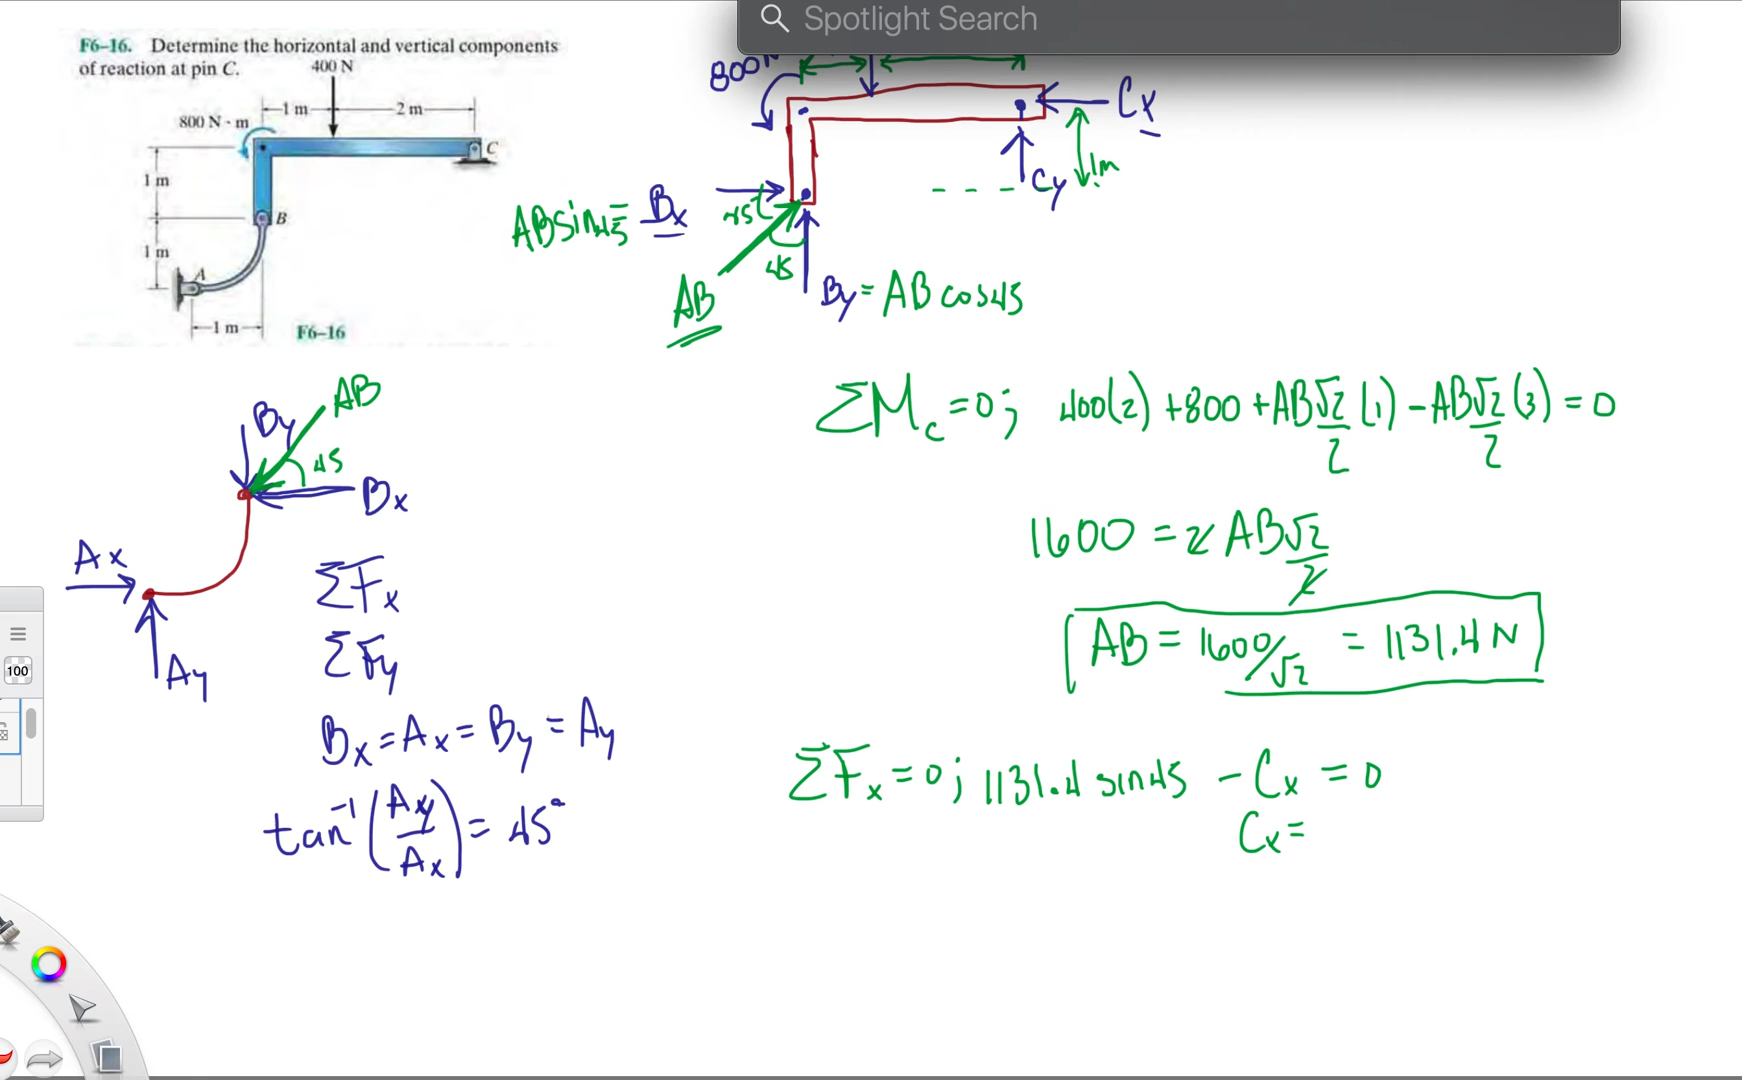 Spotlight Search
F6–16. Determine the horizontal and vertical components
of reaction at pin C.
400 N
1 m
2 m
800 N · m
C
1 m
B
1 m
A
1 m
F6–16
800N
Cx
Cy
1m
ABsin45 = Bx
45
45
AB
By = AB cos45
AB
By
45
Bx
Ax
Ay
ΣFx
ΣFy
Bx = Ax = By = Ay
tan⁻¹(Ay/Ax) = 45°
ΣMc = 0; 400(2) + 800 + AB√2/2 (1) - AB√2/2 (3) = 0
1600 = 2 AB√2/2
AB = 1600/√2 = 1131.4 N
ΣFx = 0; 1131.4 sin45 - Cx = 0
Cx =
100